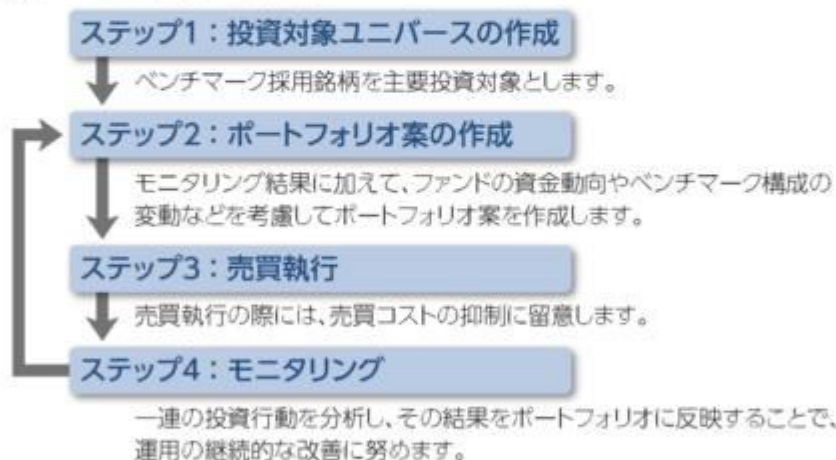 ステップ1：投資対象ユニバースの作成
ベンチマーク採用銘柄を主要投資対象とします。
ステップ2：ポートフォリオ案の作成
モニタリング結果に加えて、ファンドの資金動向やベンチマーク構成の
変動などを考慮してポートフォリオ案を作成します。
ステップ3：売買執行
売買執行の際には、売買コストの抑制に留意します。
ステップ4：モニタリング
一連の投資行動を分析し、その結果をポートフォリオに反映することで、
運用の継続的な改善に努めます。